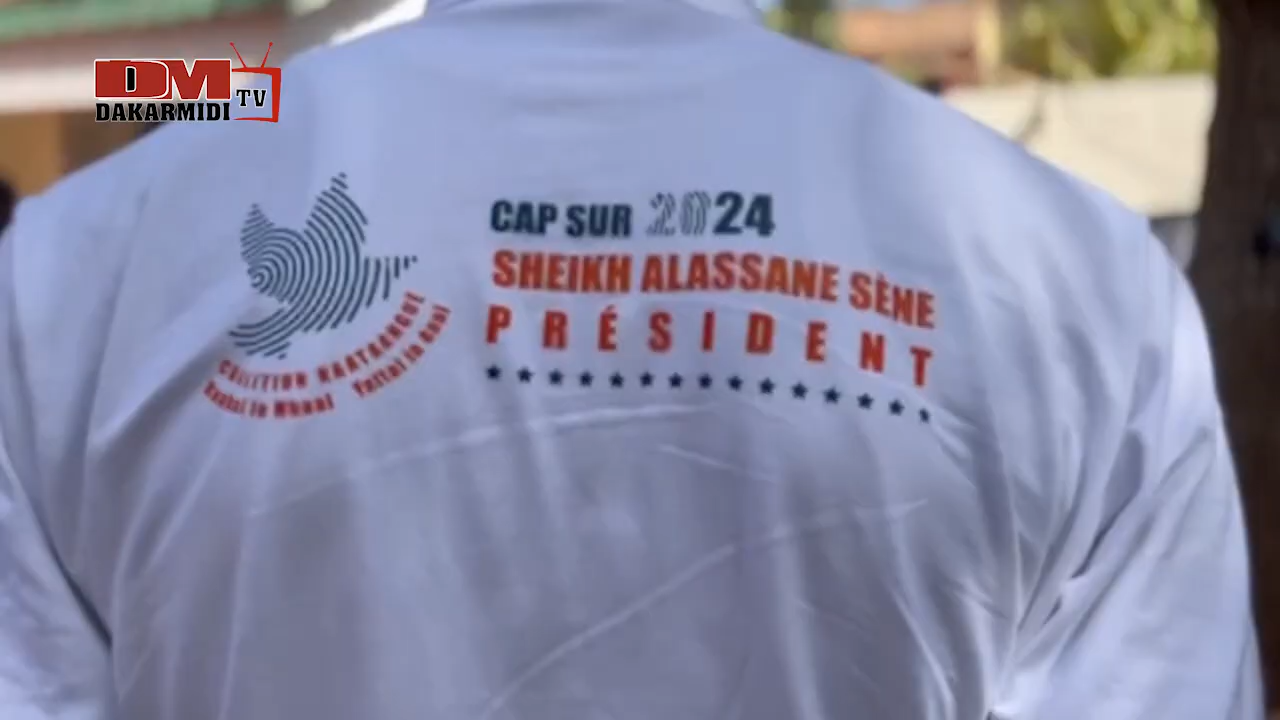 DM
DAKARMIDI TV
CAP SUR 2024
SHEIKH ALASSANE SÈNE
PRÉSIDENT